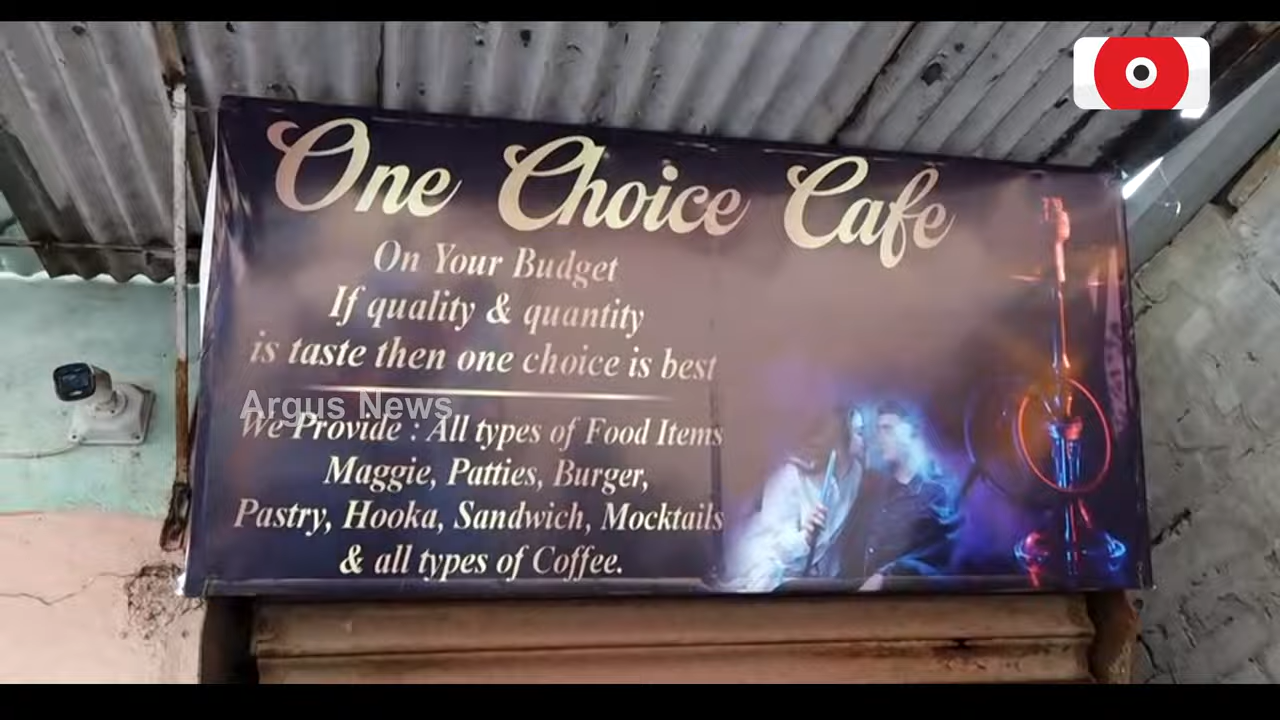 One Choice Cafe
On Your Budget
If quality & quantity
is taste then one choice is best
Argus News
We Provide : All types of Food Items
Maggie, Patties, Burger,
Pastry, Hooka, Sandwich, Mocktails
& all types of Coffee.